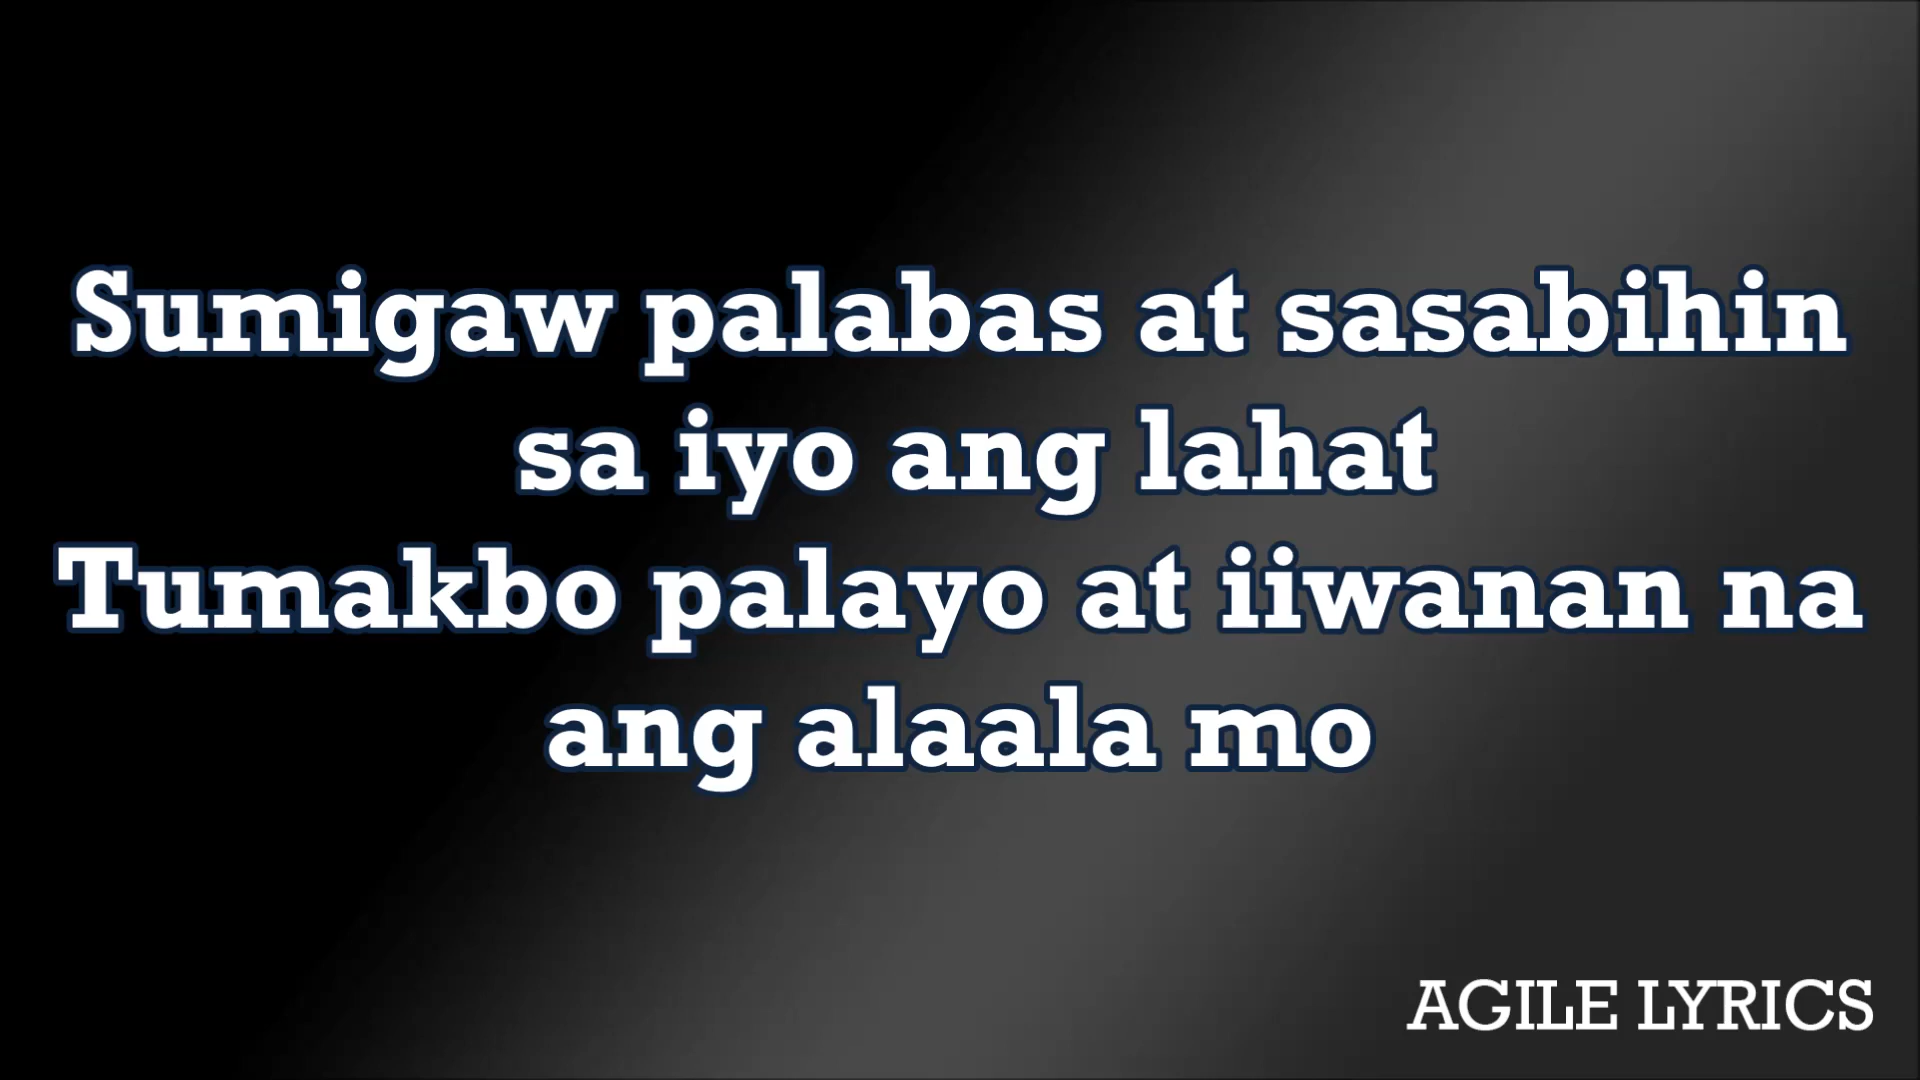 Sumigaw palabas at sasabihin
sa iyo ang lahat
Tumakbo palayo at iiwanan na
ang alaala mo
AGILE LYRICS